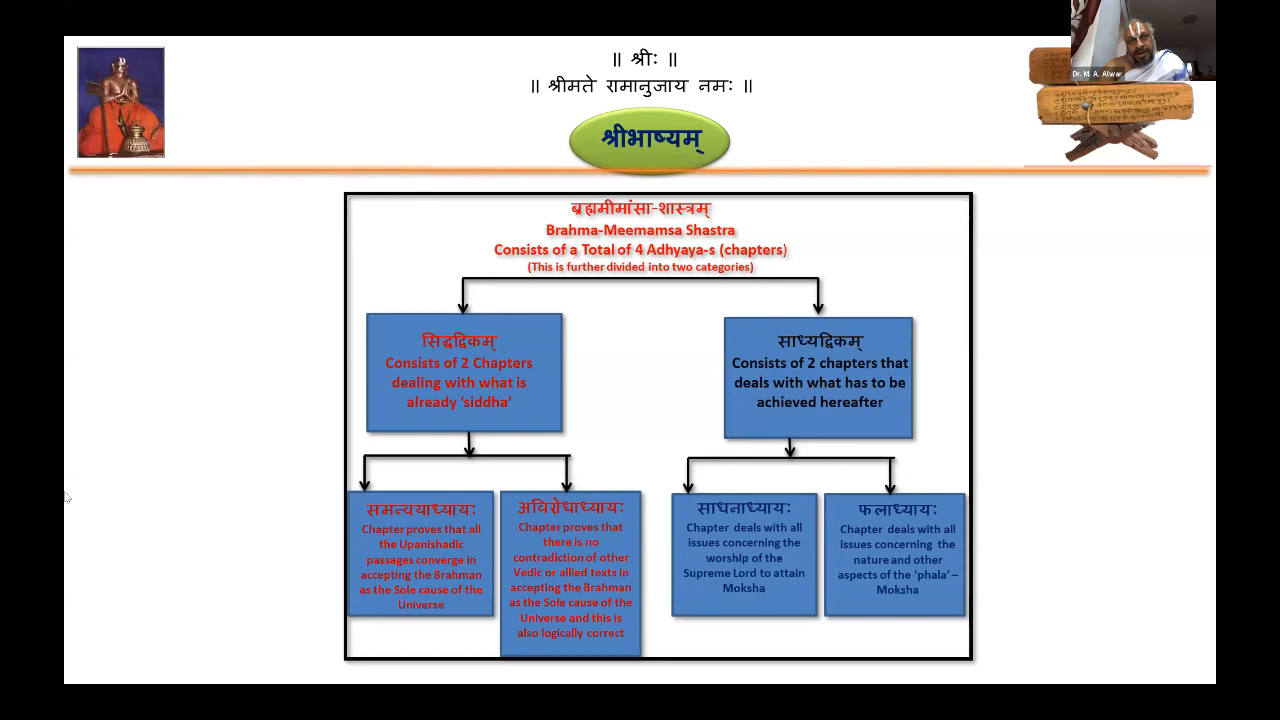 ॥ श्रीः ॥
॥ श्रीमते रामानुजाय नमः ॥
Dr. M. A. Alwar
श्रीभाष्यम्
ब्रह्ममीमांसा-शास्त्रम्
Brahma-Meemamsa Shastra
Consists of a Total of 4 Adhyaya-s (chapters)
(This is further divided into two categories)
सिद्धद्विकम्
Consists of 2 Chapters
dealing with what is
already ‘siddha’
साध्यद्विकम्
Consists of 2 chapters that
deals with what has to be
achieved hereafter
समन्वयाध्यायः
Chapter proves that all
the Upanishadic
passages converge in
accepting the Brahman
as the Sole cause of the
Universe
अविरोधाध्यायः
Chapter proves that
there is no
contradiction of other
Vedic or allied texts in
accepting the Brahman
as the Sole cause of the
Universe and this is
also logically correct
साधनाध्यायः
Chapter deals with all
issues concerning the
worship of the
Supreme Lord to attain
Moksha
फलाध्यायः
Chapter deals with all
issues concerning the
nature and other
aspects of the ‘phala’ –
Moksha